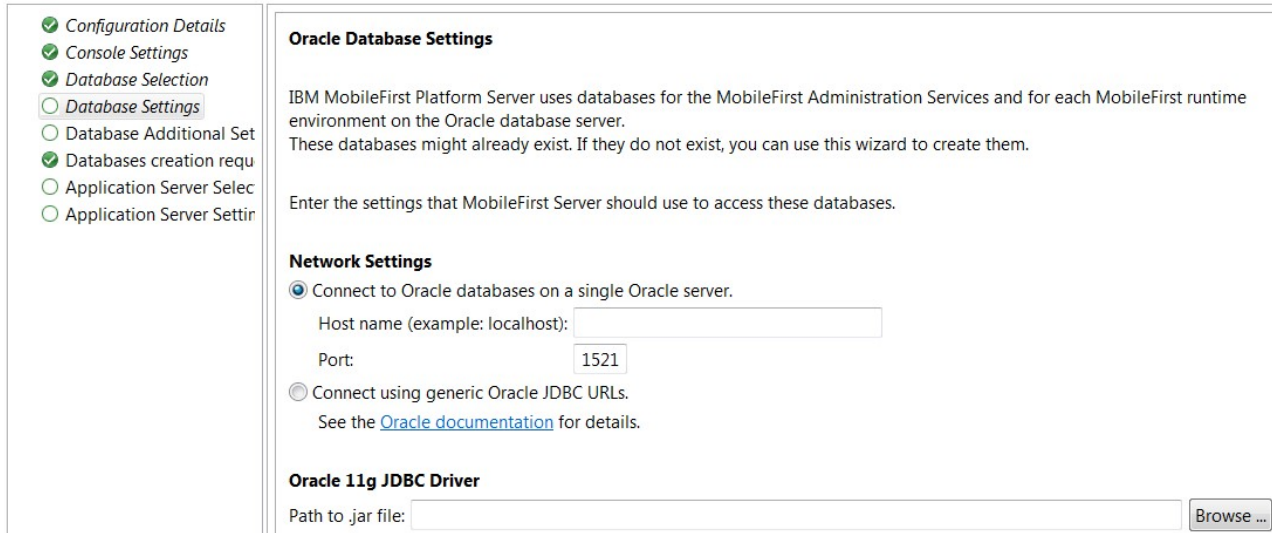 Configuration Details
Console Settings
Database Selection
Database Settings
Database Additional Set
Databases creation requ
Application Server Selec
Application Server Settin
Oracle Database Settings
IBM MobileFirst Platform Server uses databases for the MobileFirst Administration Services and for each MobileFirst runtime
environment on the Oracle database server.
These databases might already exist. If they do not exist, you can use this wizard to create them.
Enter the settings that MobileFirst Server should use to access these databases.
Network Settings
Connect to Oracle databases on a single Oracle server.
Host name (example: localhost):
Port: 1521
Connect using generic Oracle JDBC URLs.
See the Oracle documentation for details.
Oracle 11g JDBC Driver
Path to .jar file: Browse ...